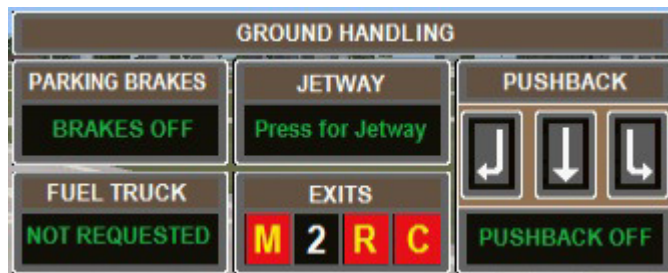 GROUND HANDLING
PARKING BRAKES
BRAKES OFF
JETWAY
Press for Jetway
PUSHBACK
FUEL TRUCK
NOT REQUESTED
EXITS
M 2 R C
PUSHBACK OFF